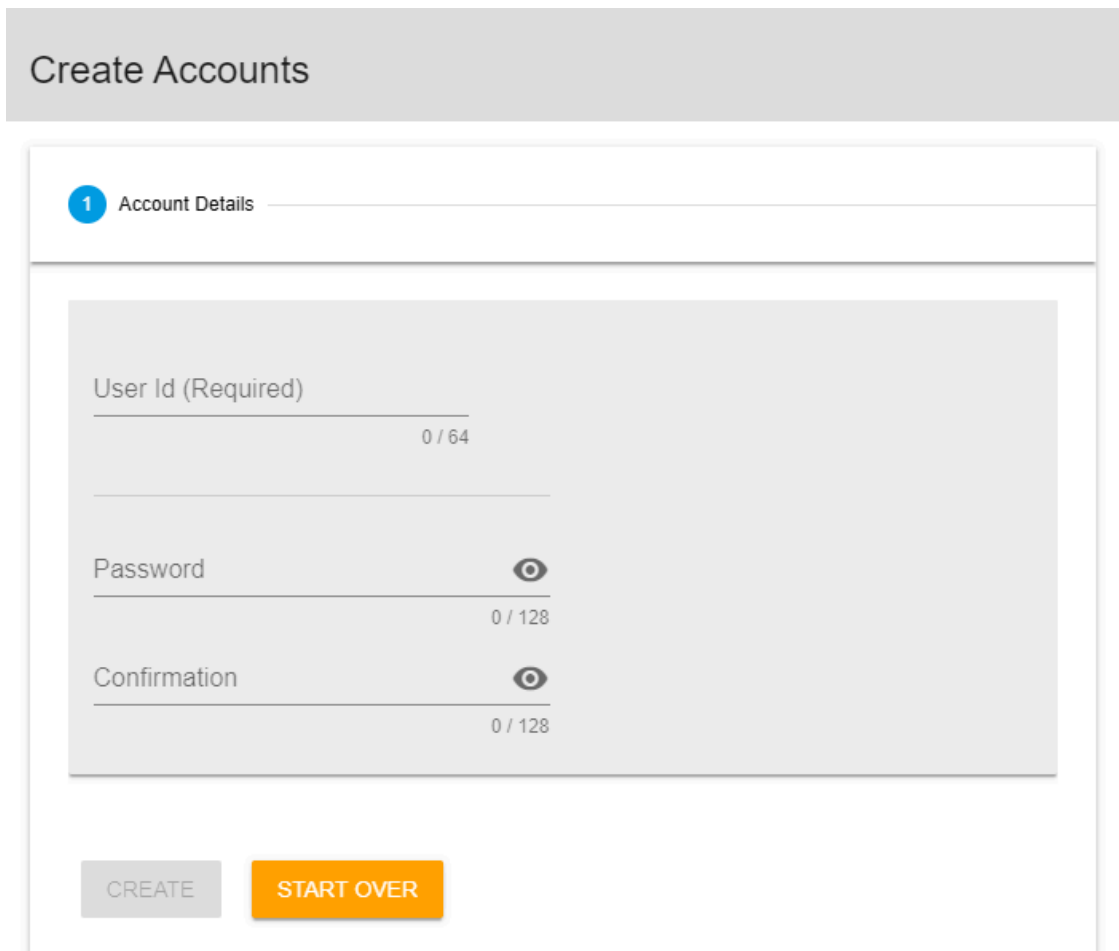 Create Accounts
1 Account Details
User Id (Required)
0 / 64
Password
0 / 128
Confirmation
0 / 128
CREATE START OVER